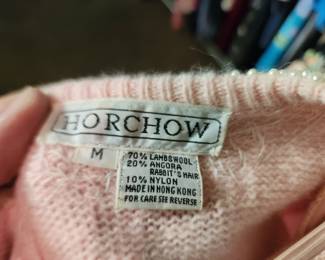 HORCHOW
M
70% LAMBSWOOL
20% ANGORA
RABBIT'S HAIR
10% NYLON
MADE IN HONG KONG
FOR CARE SEE REVERSE